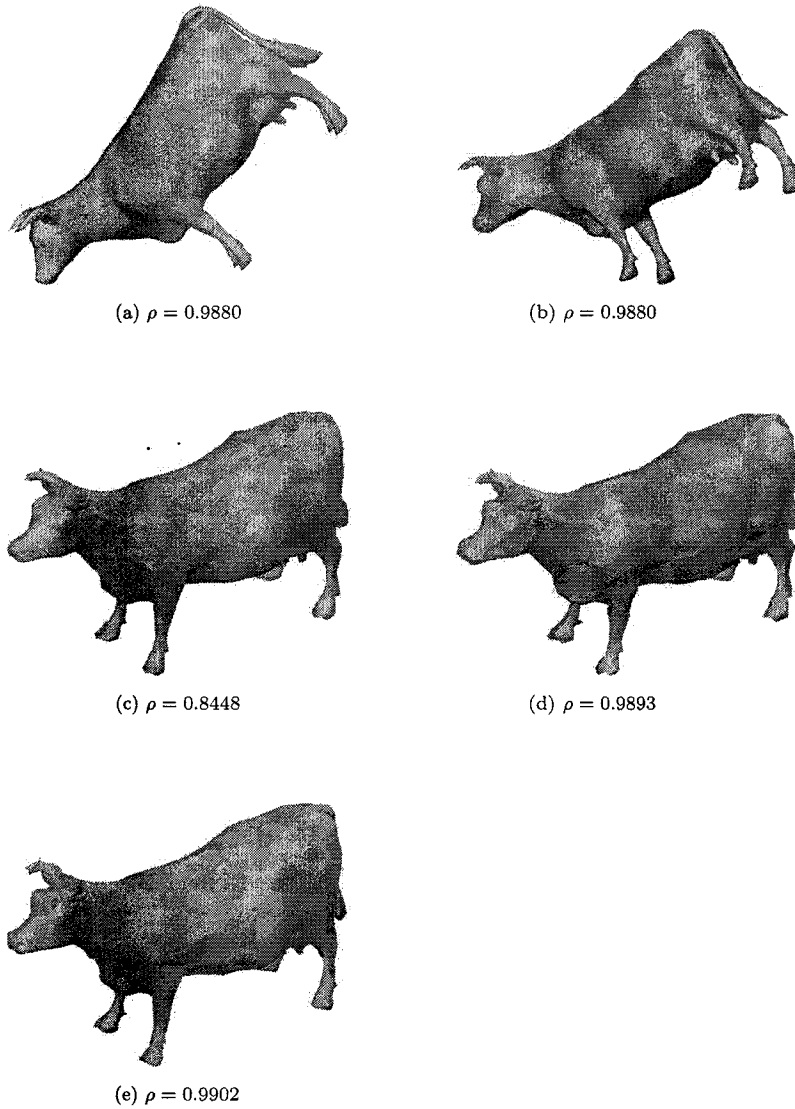 (a) ρ = 0.9880
(b) ρ = 0.9880
(c) ρ = 0.8448
(d) ρ = 0.9893
(e) ρ = 0.9902